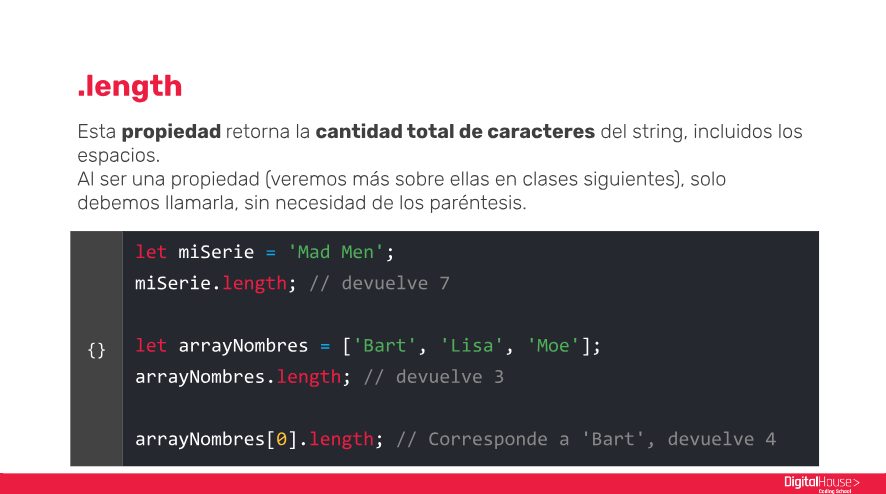 .length
Esta propiedad retorna la cantidad total de caracteres del string, incluidos los
espacios.
Al ser una propiedad (veremos más sobre ellas en clases siguientes), solo
debemos llamarla, sin necesidad de los paréntesis.
let miSerie = 'Mad Men';
miSerie.length; // devuelve 7
{}
let arrayNombres = ['Bart', 'Lisa', 'Moe'];
arrayNombres.length; // devuelve 3
arrayNombres[0].length; // Corresponde a 'Bart', devuelve 4
DigitalHouse>
Coding School